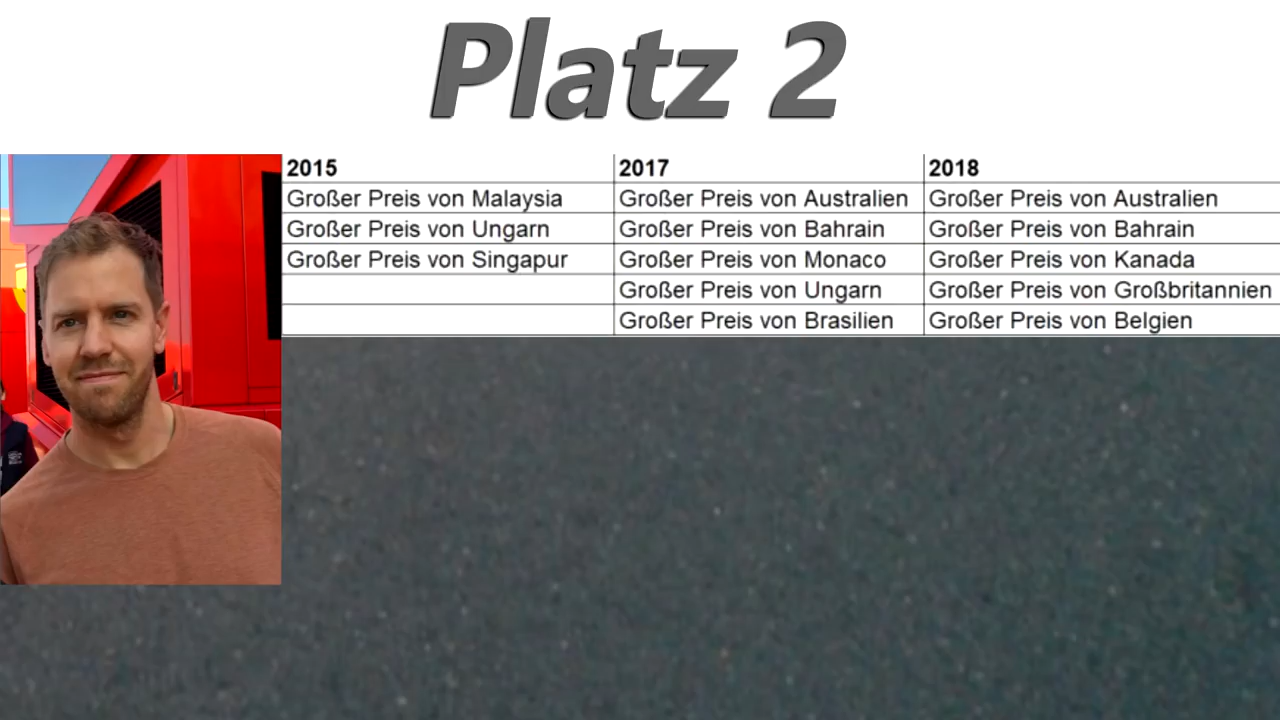 Platz 2
2015 2017 2018
Großer Preis von Malaysia Großer Preis von Australien Großer Preis von Australien
Großer Preis von Ungarn Großer Preis von Bahrain Großer Preis von Bahrain
Großer Preis von Singapur Großer Preis von Monaco Großer Preis von Kanada
Großer Preis von Ungarn Großer Preis von Großbritannien
Großer Preis von Brasilien Großer Preis von Belgien